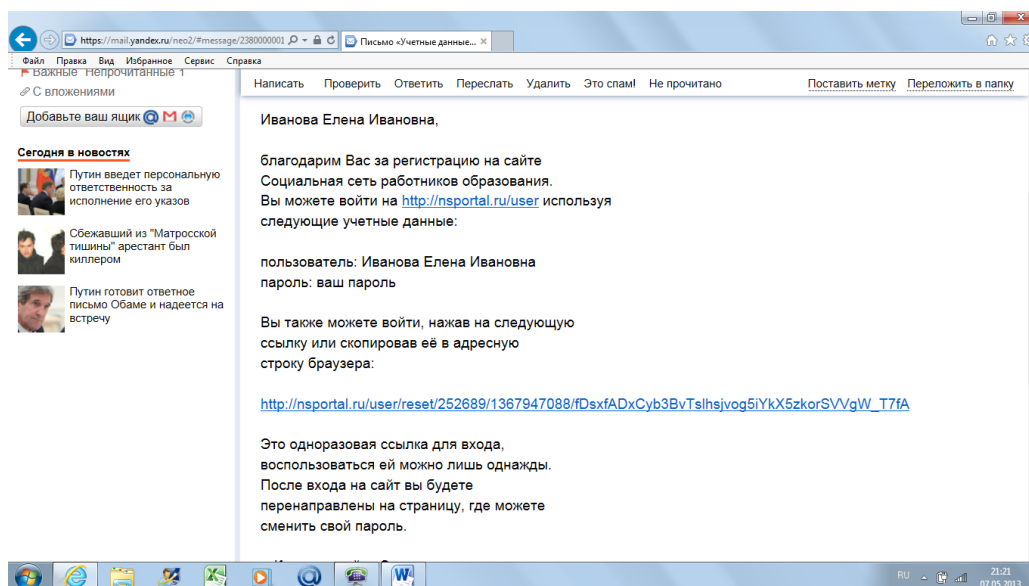 https://mail.yandex.ru/neo2/#message/2380000001
Письмо «Учетные данные...
Файл Правка Вид Избранное Сервис Справка
Важные Непрочитанные 1
С вложениями
Добавьте ваш ящик
Сегодня в новостях
Путин введет персональную
ответственность за
исполнение его указов
Сбежавший из "Матросской
тишины" арестант был
киллером
Путин готовит ответное
письмо Обаме и надеется на
встречу
Написать Проверить Ответить Переслать Удалить Это спам! Не прочитано Поставить метку Переложить в папку
Иванова Елена Ивановна,
благодарим Вас за регистрацию на сайте
Социальная сеть работников образования.
Вы можете войти на http://nsportal.ru/user используя
следующие учетные данные:
пользователь: Иванова Елена Ивановна
пароль: ваш пароль
Вы также можете войти, нажав на следующую
ссылку или скопировав её в адресную
строку браузера:
http://nsportal.ru/user/reset/252689/1367947088/fDsxfADxCyb3BvTslhsjvog5iYkX5zkorSVVgW_T7fA
Это одноразовая ссылка для входа,
воспользоваться ей можно лишь однажды.
После входа на сайт вы будете
перенаправлены на страницу, где можете
сменить свой пароль.
RU
21:21
07.05.2013